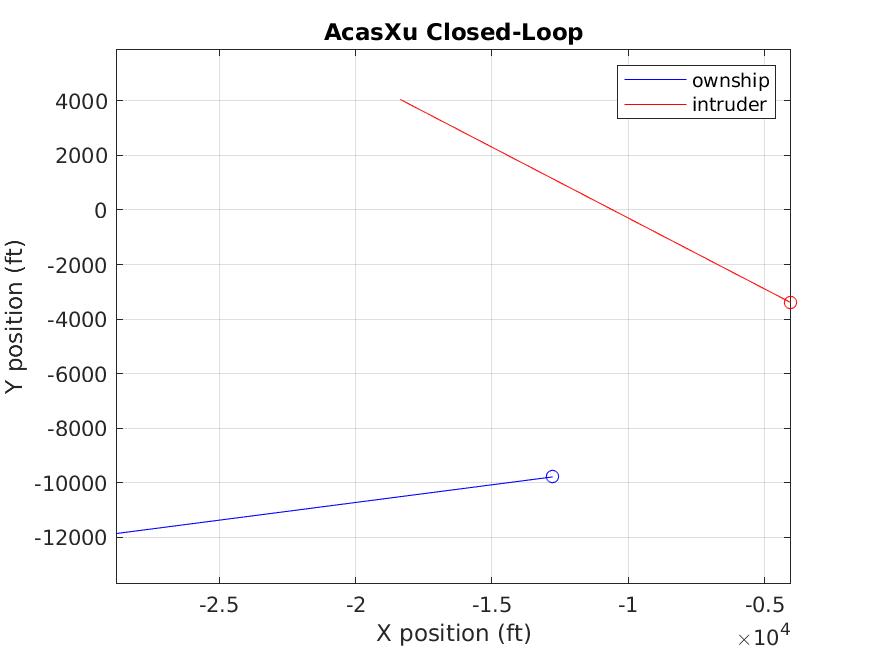 AcasXu Closed-Loop
ownship
intruder
4000
2000
0
-2000
-4000
-6000
-8000
-10000
-12000
Y position (ft)
-2.5 -2 -1.5 -1 -0.5
X position (ft)
×10⁴